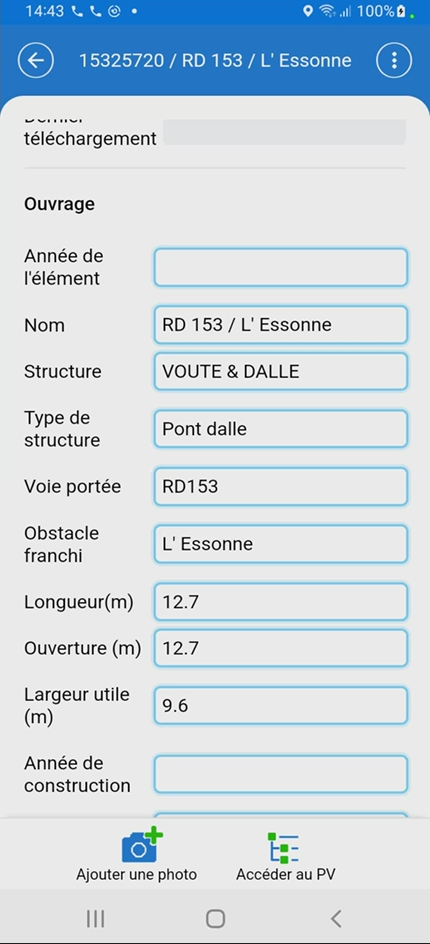 14:43
100%
15325720 / RD 153 / L' Essonne
Dernier
téléchargement
Ouvrage
Année de
l'élément
Nom
RD 153 / L' Essonne
Structure
VOUTE & DALLE
Type de
structure
Pont dalle
Voie portée
RD153
Obstacle
franchi
L' Essonne
Longueur(m)
12.7
Ouverture (m)
12.7
Largeur utile
(m)
9.6
Année de
construction
Ajouter une photo
Accéder au PV